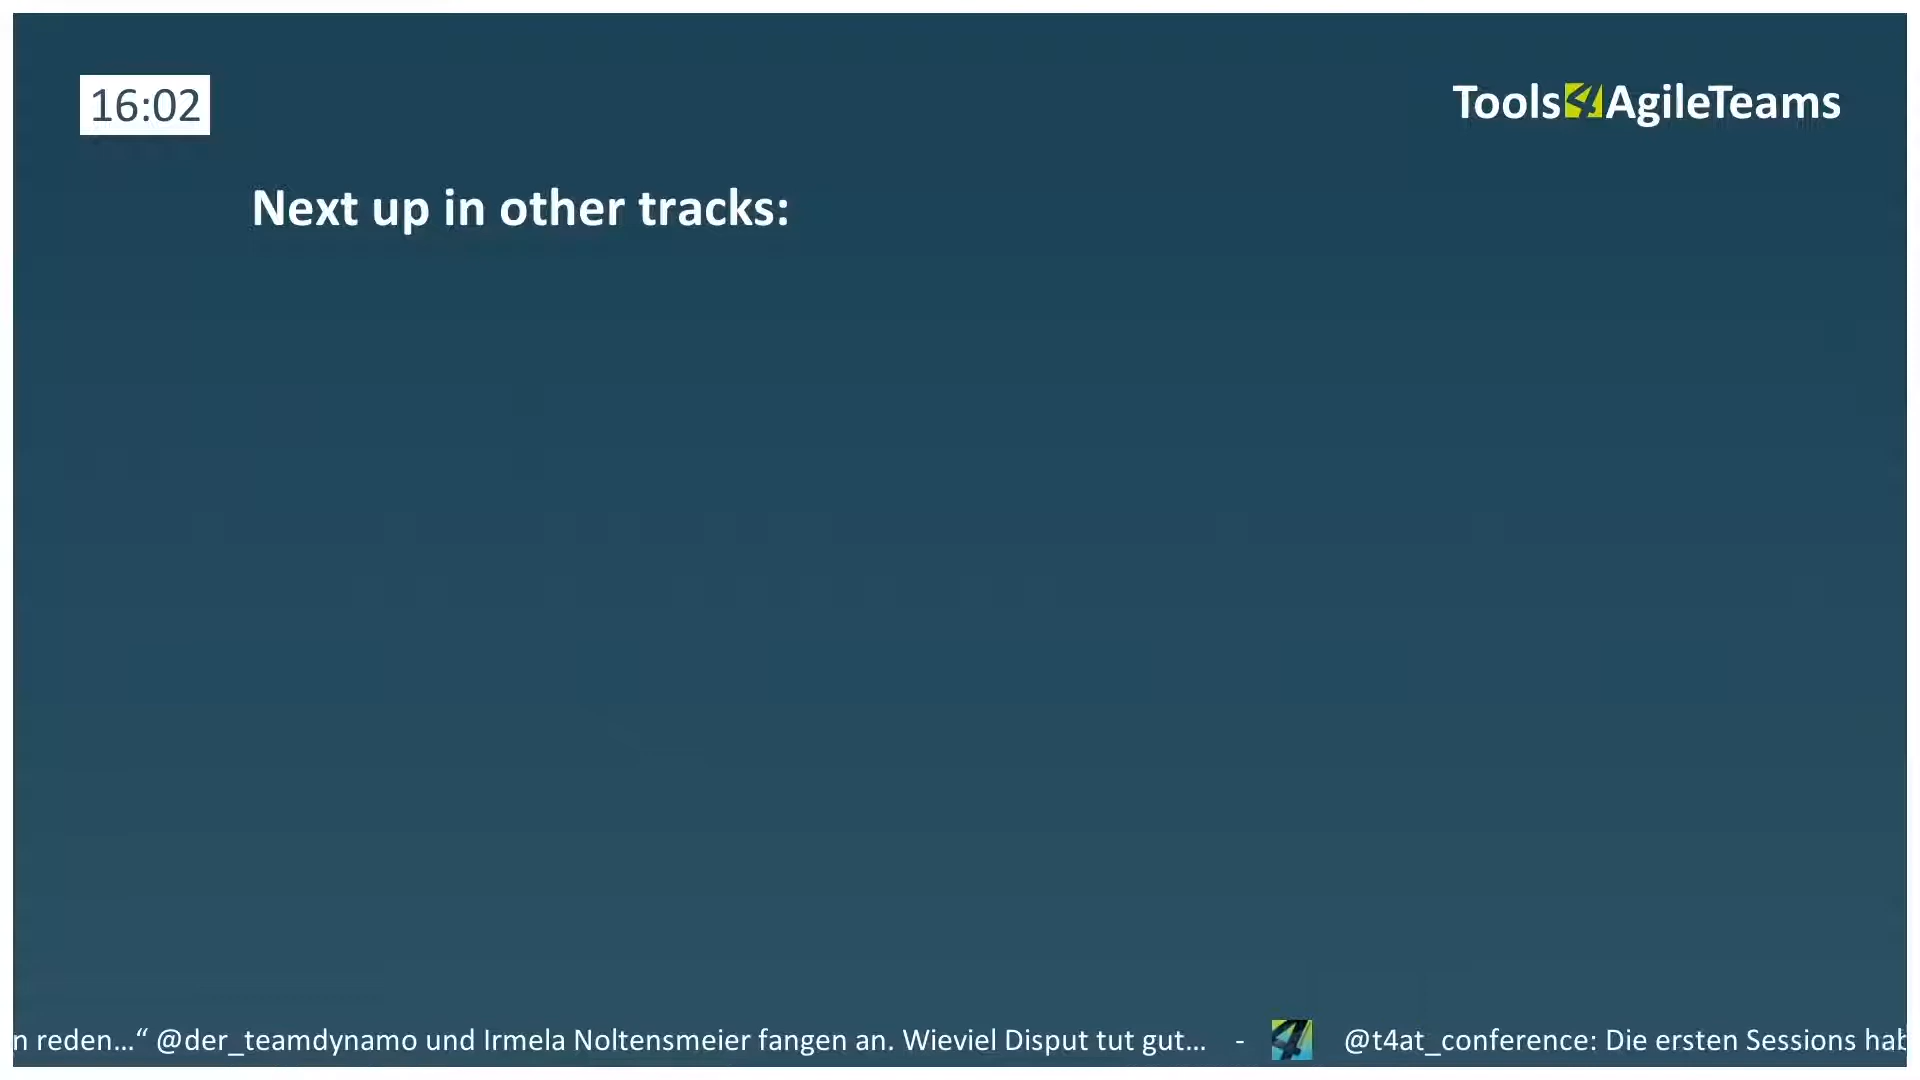 16:02
Tools4AgileTeams
Next up in other tracks:
n reden...“ @der_teamdynamo und Irmela Noltensmeier fangen an. Wieviel Disput tut gut... - 4 @t4at_conference: Die ersten Sessions hab